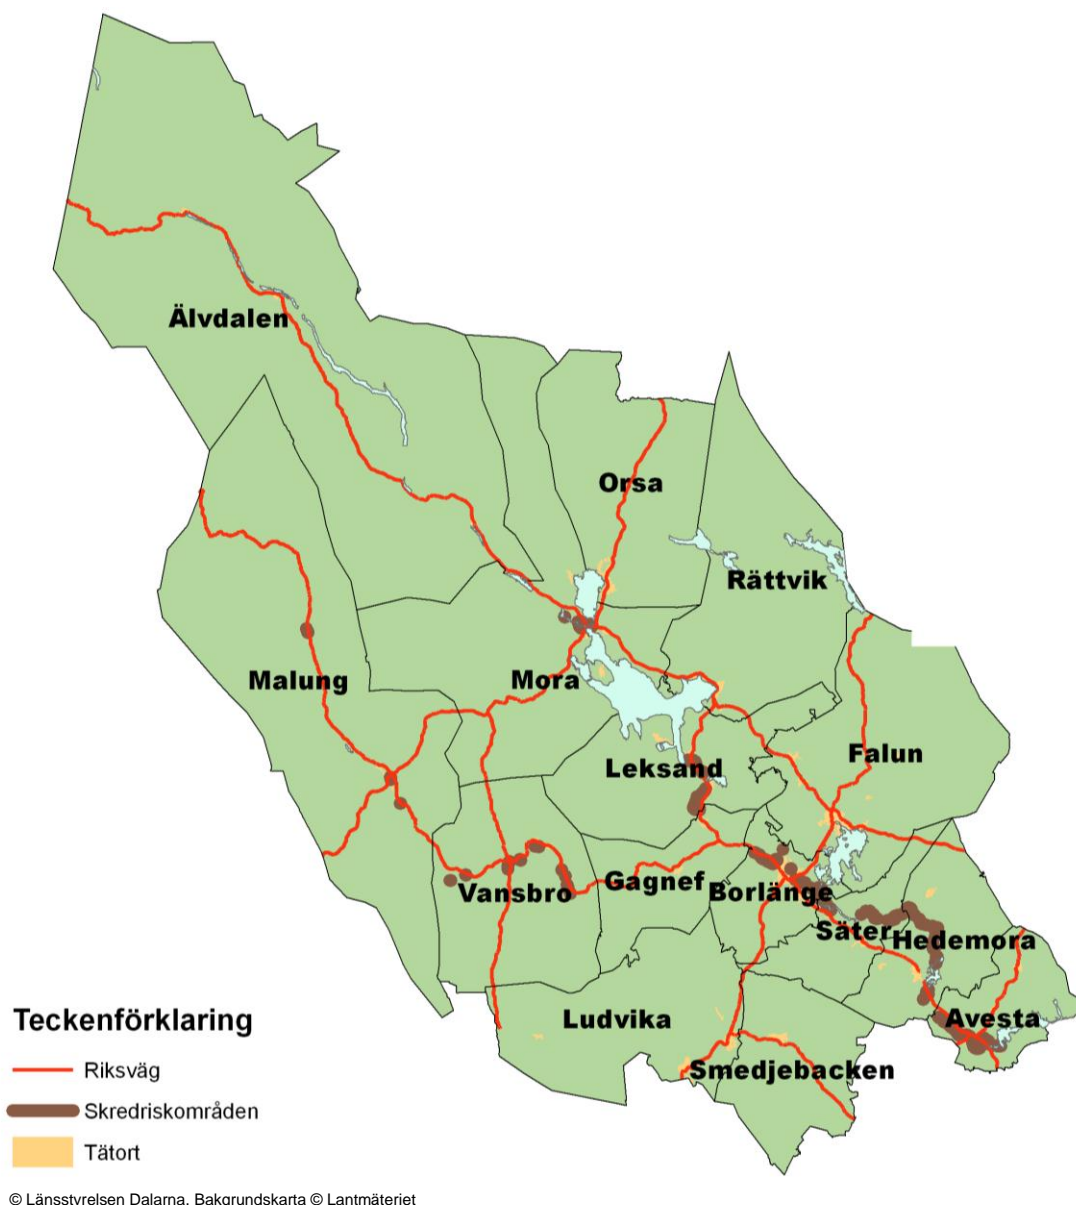 Älvdalen
Orsa
Rättvik
Malung
Mora
Falun
Leksand
Vansbro
Gagnef
Borlänge
Säter
Hedemora
Ludvika
Avesta
Smedjebacken
Teckenförklaring
Riksväg
Skredriskområden
Tätort
© Länsstyrelsen Dalarna. Bakgrundskarta © Lantmäteriet